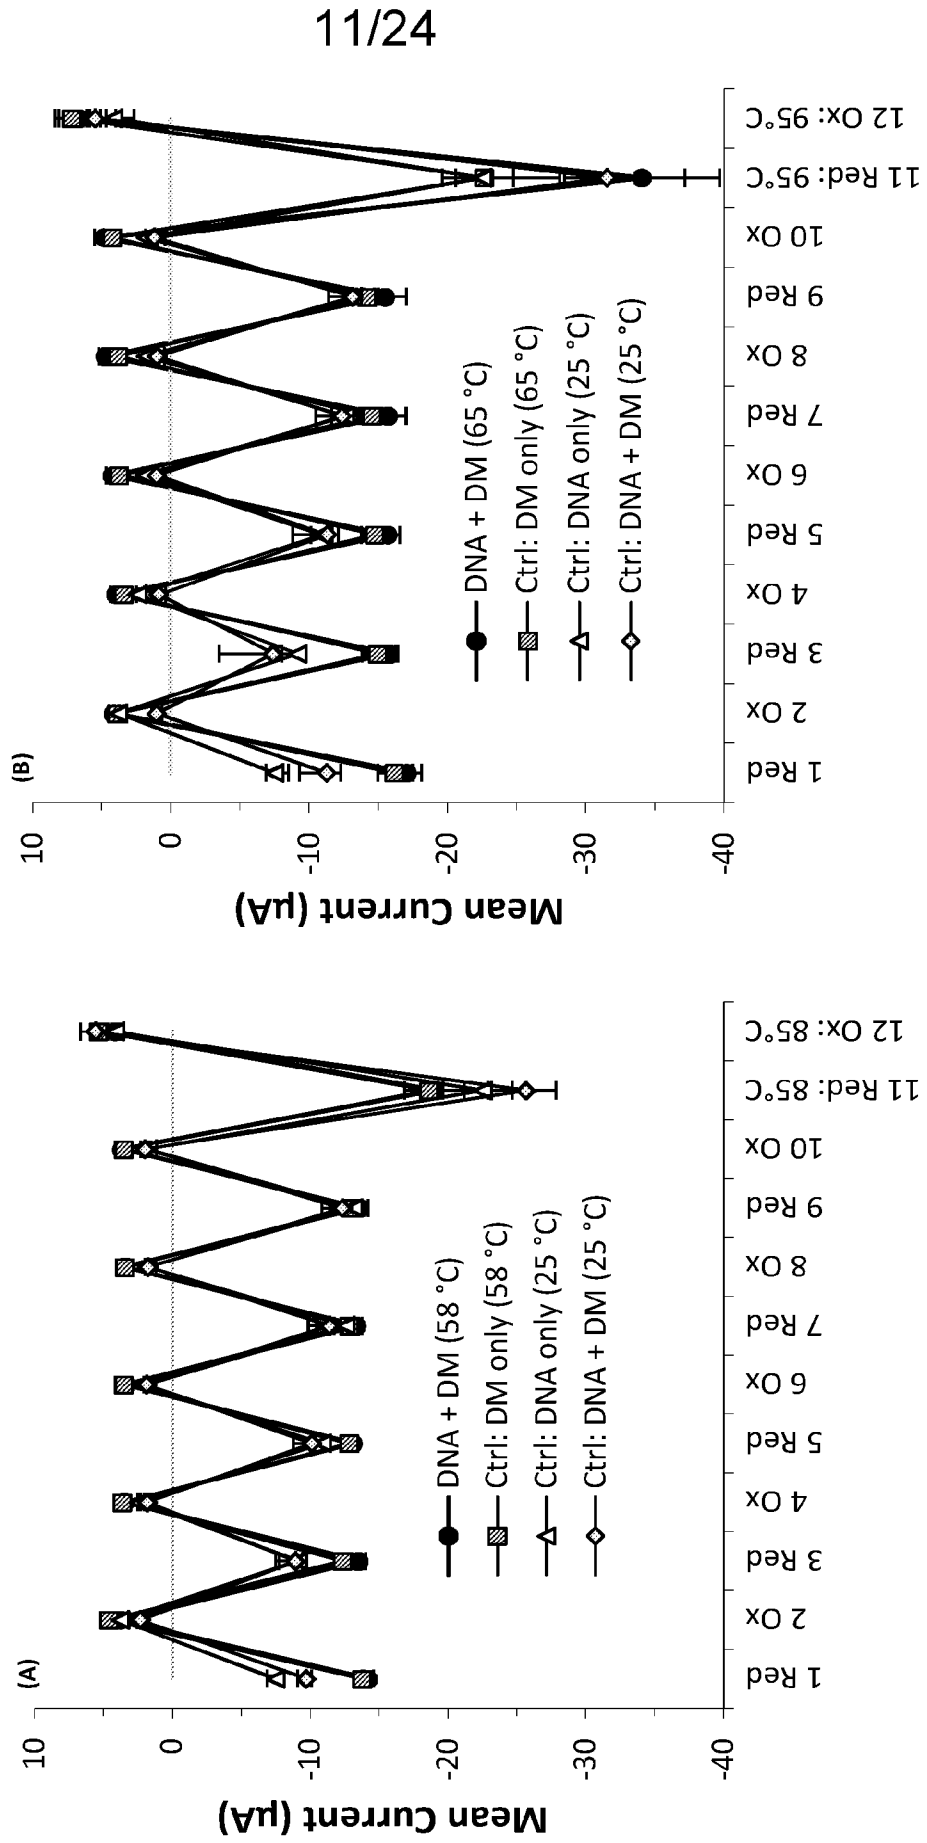 11/24
(A)
Mean Current (µA)
10
0
-10
-20
-30
-40
1 Red
2 Ox
3 Red
4 Ox
5 Red
6 Ox
7 Red
8 Ox
9 Red
10 Ox
11 Red: 85°C
12 Ox: 85°C
DNA + DM (58 °C)
Ctrl: DM only (58 °C)
Ctrl: DNA only (25 °C)
Ctrl: DNA + DM (25 °C)
(B)
Mean Current (µA)
10
0
-10
-20
-30
-40
1 Red
2 Ox
3 Red
4 Ox
5 Red
6 Ox
7 Red
8 Ox
9 Red
10 Ox
11 Red: 95°C
12 Ox: 95°C
DNA + DM (65 °C)
Ctrl: DM only (65 °C)
Ctrl: DNA only (25 °C)
Ctrl: DNA + DM (25 °C)